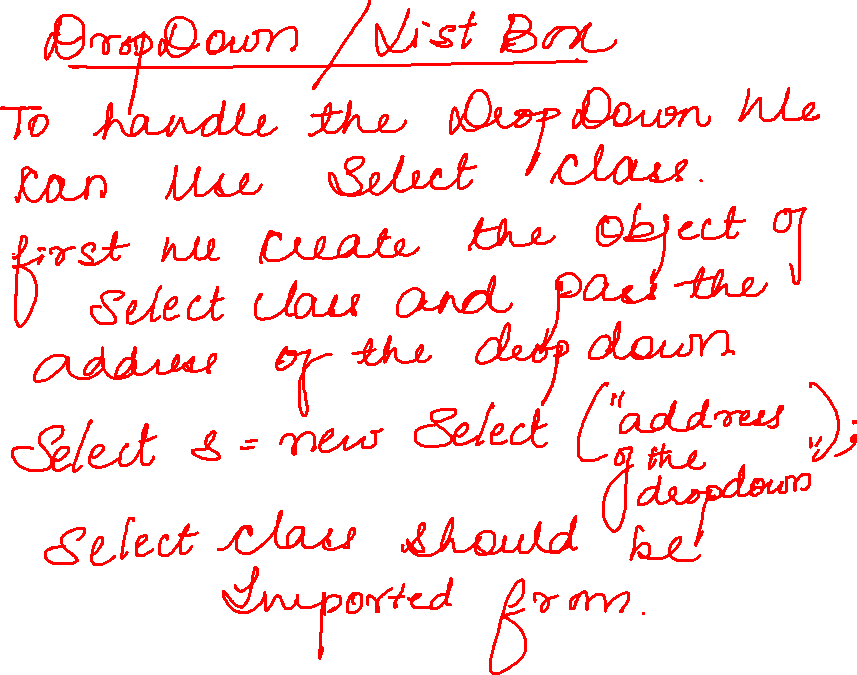 DropDown / List Box
To handle the DropDown We
can use Select class.
first we create the Object of
Select class and pass the
address of the drop down
Select s = new Select ("address
of the
dropdown");
Select class should be
Imported from.